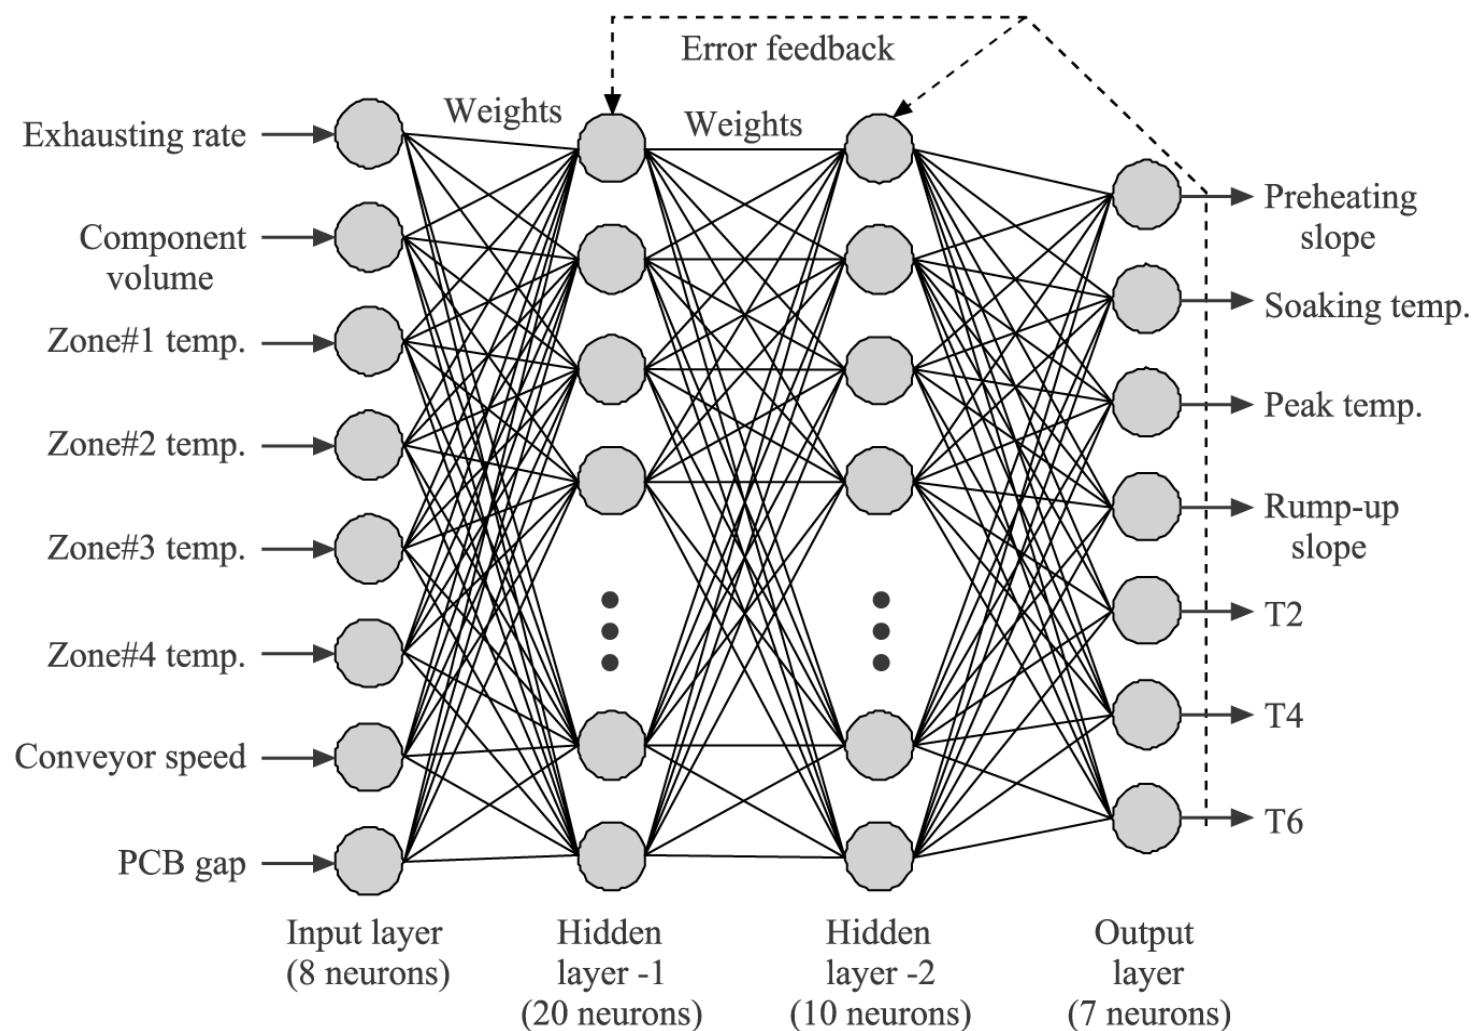 Error feedback
Weights
Weights
Exhausting rate
Component
volume
Zone#1 temp.
Zone#2 temp.
Zone#3 temp.
Zone#4 temp.
Conveyor speed
PCB gap
Preheating
slope
Soaking temp.
Peak temp.
Rump-up
slope
T2
T4
T6
Input layer
(8 neurons)
Hidden
layer -1
(20 neurons)
Hidden
layer -2
(10 neurons)
Output
layer
(7 neurons)